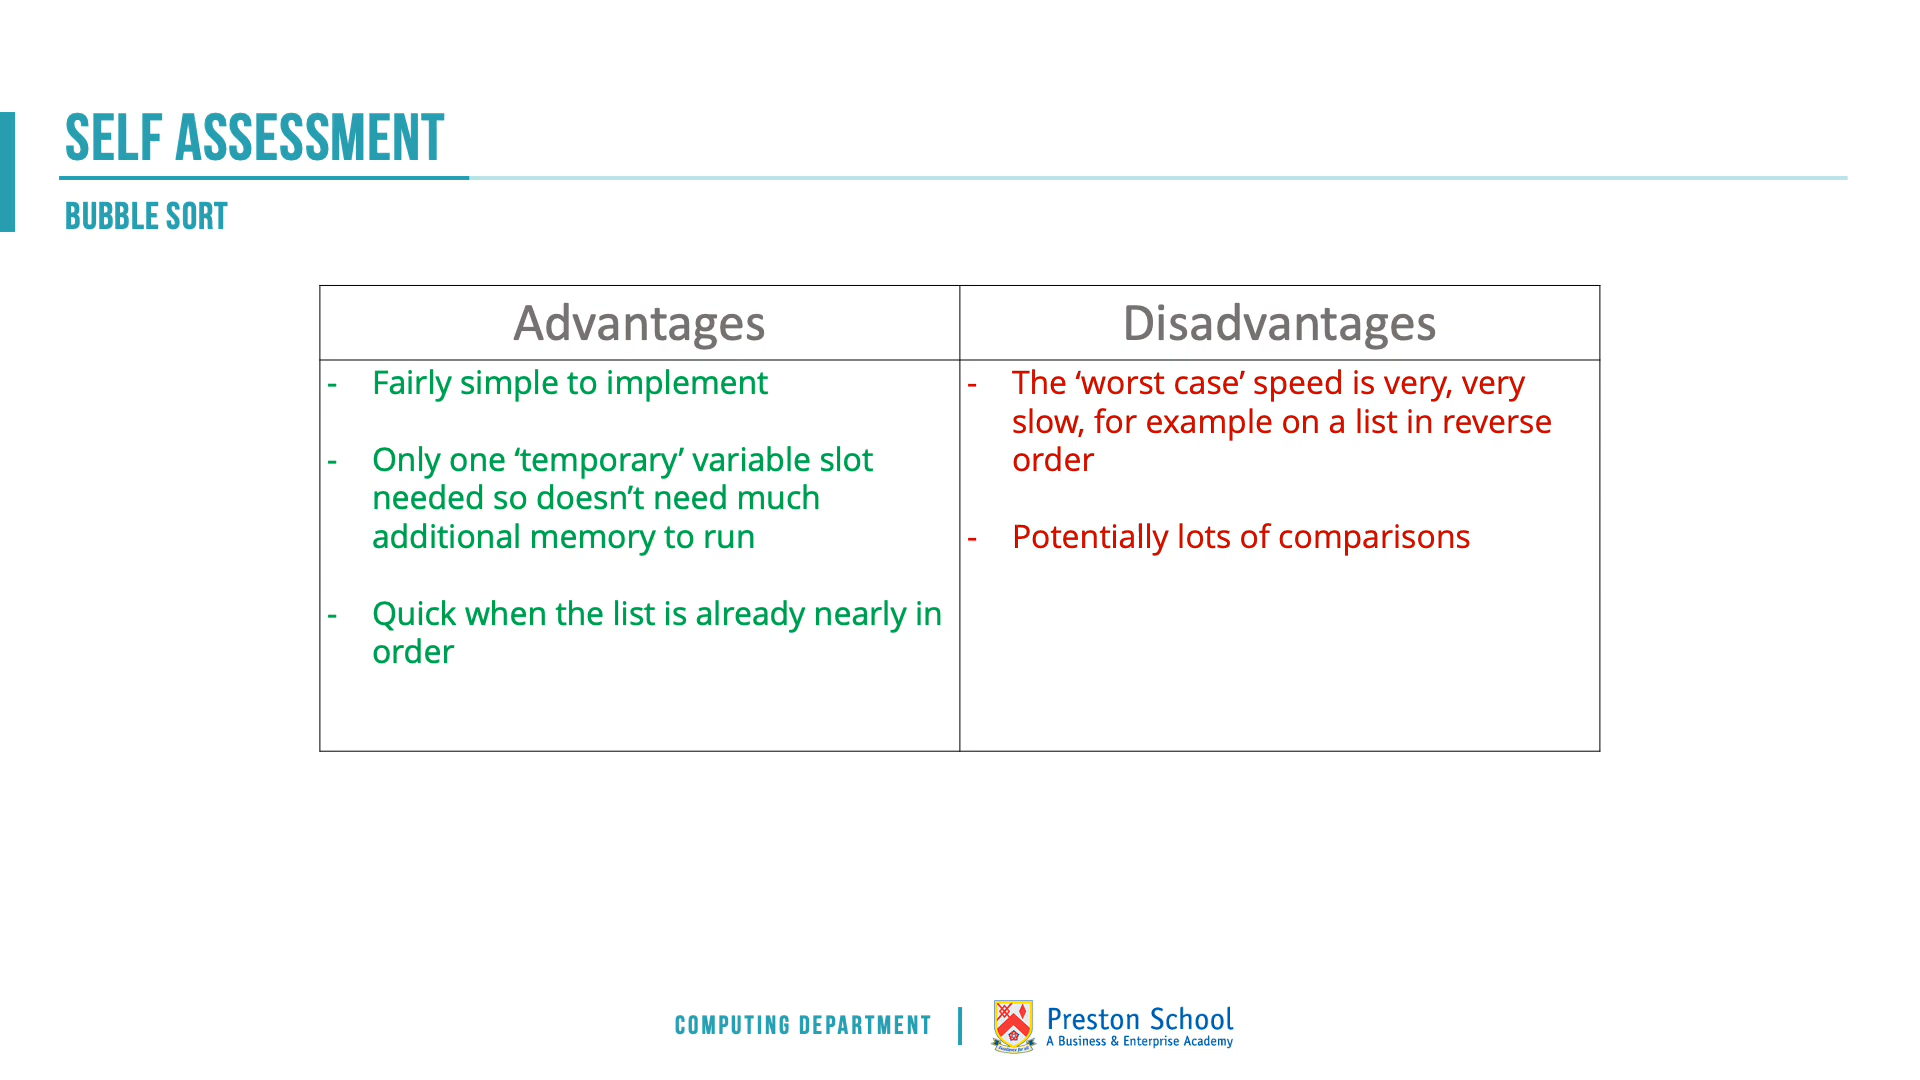 SELF ASSESSMENT
BUBBLE SORT
Advantages
- Fairly simple to implement
- Only one ‘temporary’ variable slot
needed so doesn’t need much
additional memory to run
- Quick when the list is already nearly in
order
Disadvantages
- The ‘worst case’ speed is very, very
slow, for example on a list in reverse
order
- Potentially lots of comparisons
COMPUTING DEPARTMENT
Preston School
A Business & Enterprise Academy